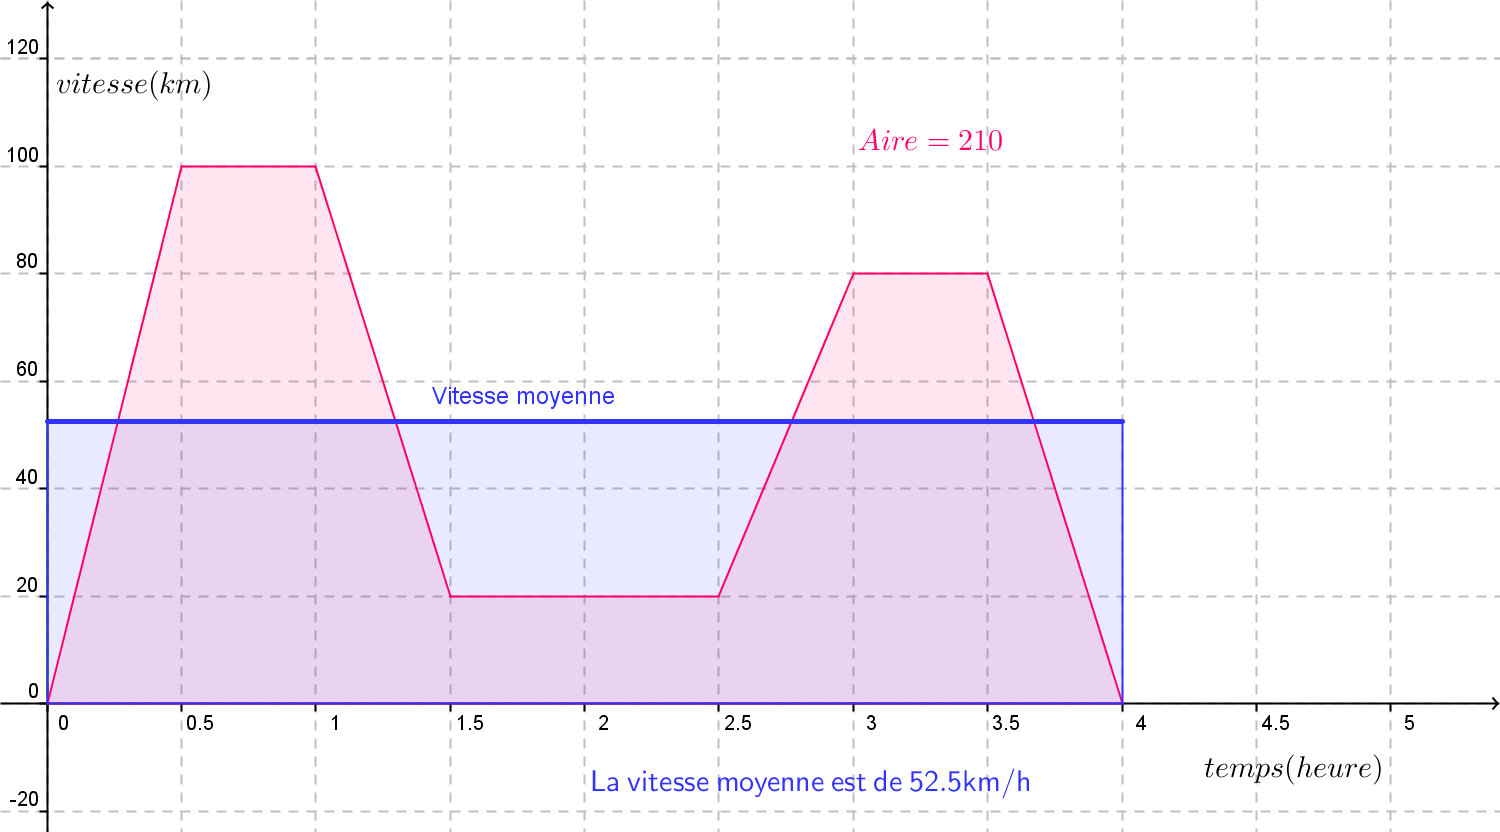 120
vitesse(km)
Aire = 210
100
80
60
Vitesse moyenne
40
20
0
0 0.5 1 1.5 2 2.5 3 3.5 4 4.5 5
temps(heure)
La vitesse moyenne est de 52.5km/h
-20